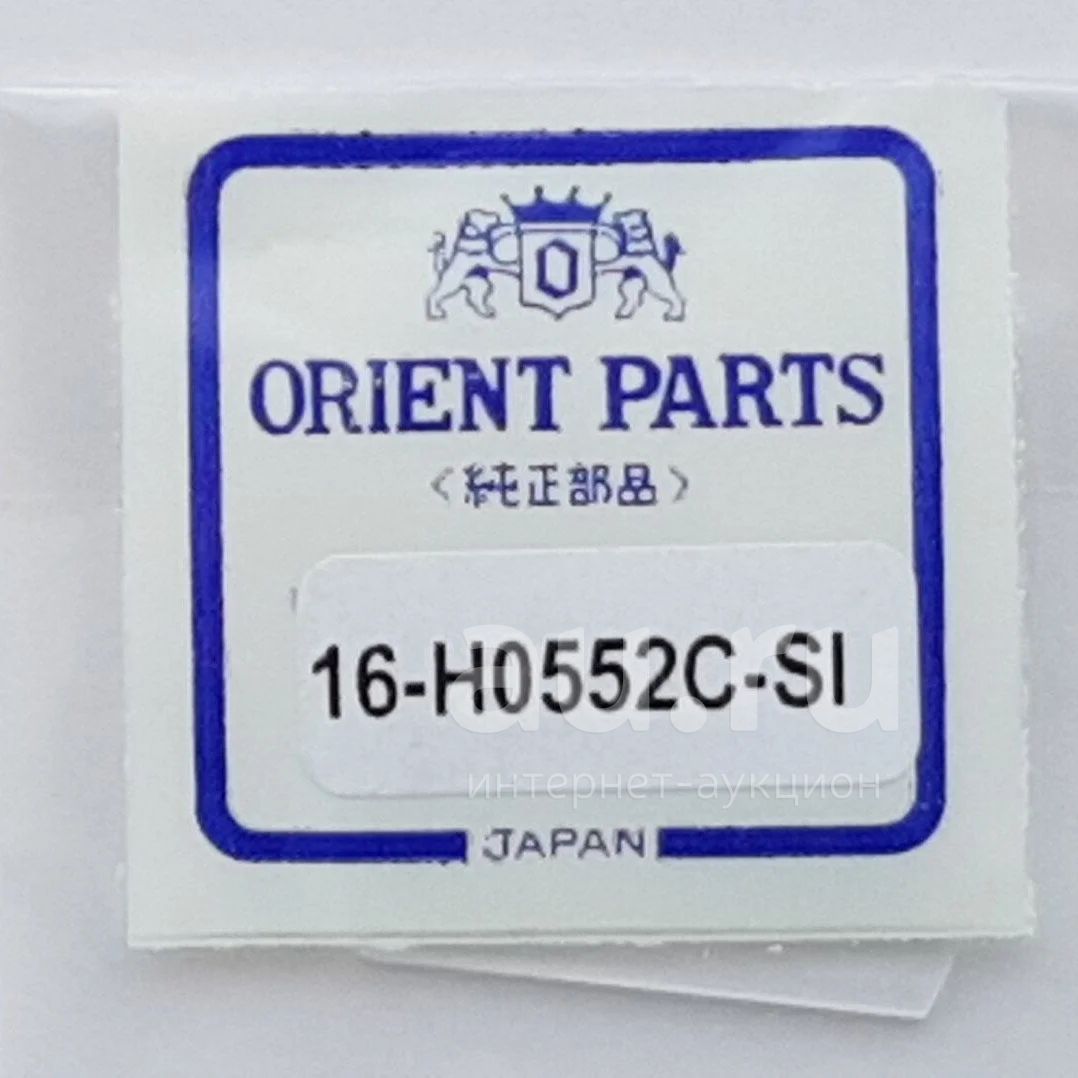 O
ORIENT PARTS
〈純正部品〉
16-H0552C-SI
au.ru
интернет-аукцион
JAPAN